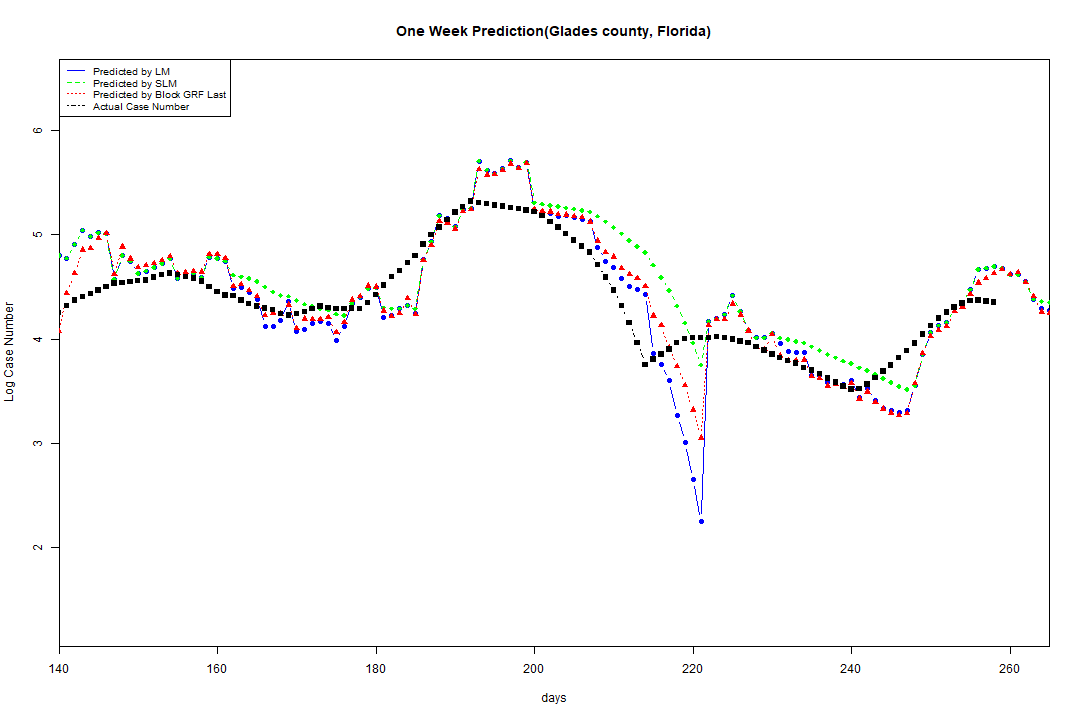 One Week Prediction(Glades county, Florida)
Predicted by LM
Predicted by SLM
Predicted by Block GRF Last
Actual Case Number
6
5
4
3
2
Log Case Number
140 160 180 200 220 240 260
days